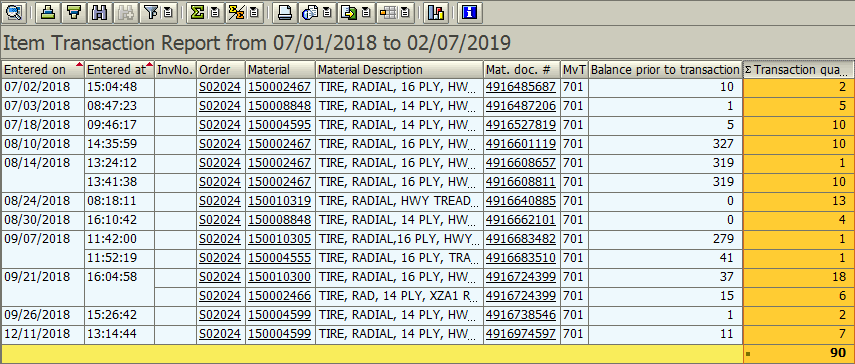 Item Transaction Report from 07/01/2018 to 02/07/2019
Entered on Entered at InvNo. Order Material Material Description Mat. doc. # MvT Balance prior to transaction Σ Transaction qua...
07/02/2018 15:04:48 S02024 150002467 TIRE, RADIAL, 16 PLY, HW... 4916485687 701 10 2
07/03/2018 08:47:23 S02024 150008848 TIRE, RADIAL, 14 PLY, HW... 4916487206 701 1 5
07/18/2018 09:46:17 S02024 150004595 TIRE, RADIAL, 14 PLY, HW... 4916527819 701 5 10
08/10/2018 14:35:59 S02024 150002467 TIRE, RADIAL, 16 PLY, HW... 4916601119 701 327 10
08/14/2018 13:24:12 S02024 150002467 TIRE, RADIAL, 16 PLY, HW... 4916608657 701 319 1
13:41:38 S02024 150002467 TIRE, RADIAL, 16 PLY, HW... 4916608811 701 319 10
08/24/2018 08:18:11 S02024 150010319 TIRE, RADIAL, HWY TREAD... 4916640885 701 0 13
08/30/2018 16:10:42 S02024 150008848 TIRE, RADIAL, 14 PLY, HW... 4916662101 701 0 4
09/07/2018 11:42:00 S02024 150010305 TIRE, RADIAL,16 PLY, HWY... 4916683482 701 279 1
11:52:19 S02024 150004555 TIRE, RADIAL, 16 PLY, TRA... 4916683510 701 41 1
09/21/2018 16:04:58 S02024 150010300 TIRE, RADIAL, 16 PLY, HW... 4916724399 701 37 18
S02024 150002466 TIRE, RAD, 14 PLY, XZA1 R... 4916724399 701 15 6
09/26/2018 15:26:42 S02024 150004599 TIRE, RADIAL, 14 PLY, HW... 4916738546 701 1 2
12/11/2018 13:14:44 S02024 150004599 TIRE, RADIAL, 14 PLY, HW... 4916974597 701 11 7
90